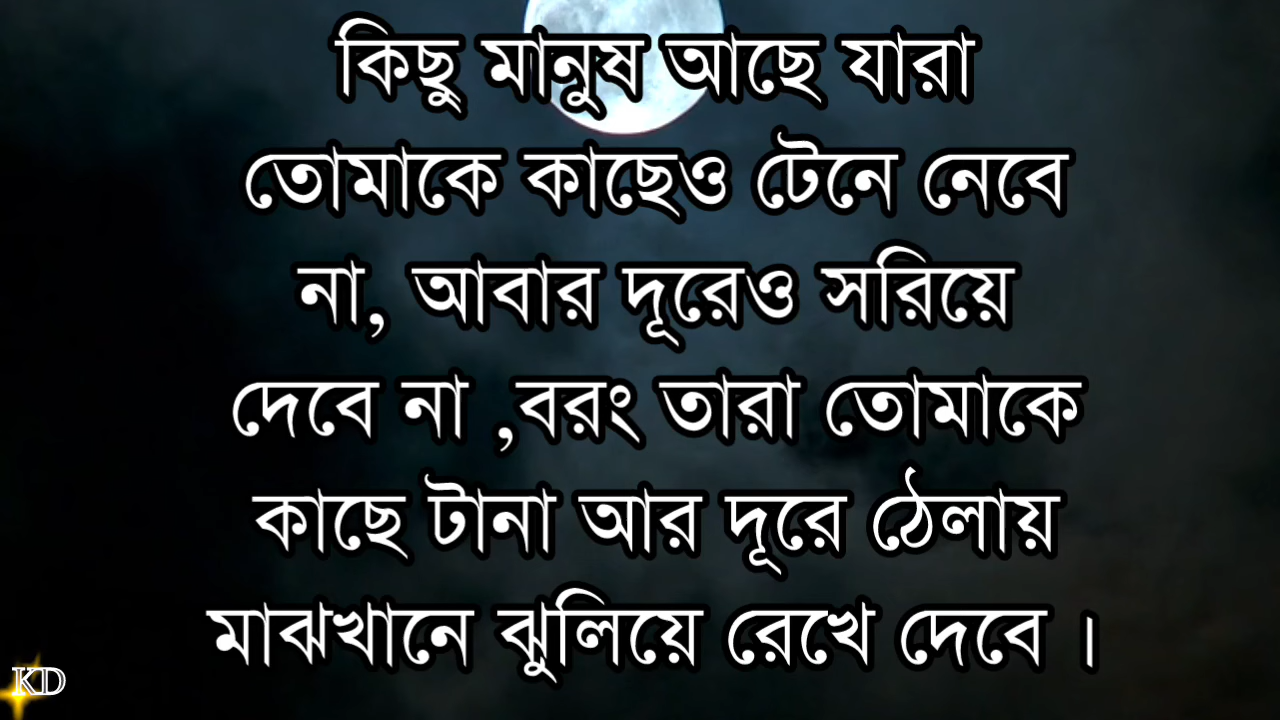 কিছু মানুষ আছে যারা
তোমাকে কাছেও টেনে নেবে
না, আবার দূরেও সরিয়ে
দেবে না ,বরং তারা তোমাকে
কাছে টানা আর দূরে ঠেলায়
মাঝখানে ঝুলিয়ে রেখে দেবে ।
KD